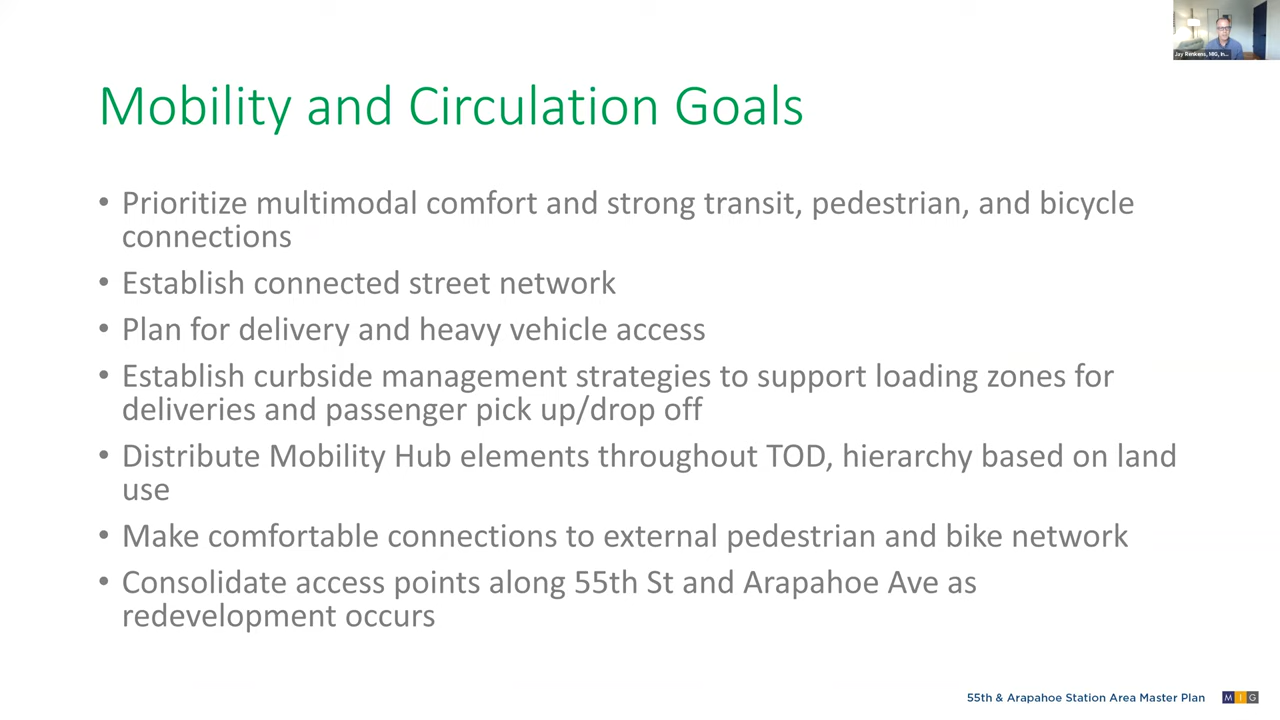 Jay Renkens, MIG, In...
Mobility and Circulation Goals
• Prioritize multimodal comfort and strong transit, pedestrian, and bicycle
connections
• Establish connected street network
• Plan for delivery and heavy vehicle access
• Establish curbside management strategies to support loading zones for
deliveries and passenger pick up/drop off
• Distribute Mobility Hub elements throughout TOD, hierarchy based on land
use
• Make comfortable connections to external pedestrian and bike network
• Consolidate access points along 55th St and Arapahoe Ave as
redevelopment occurs
55th & Arapahoe Station Area Master Plan
M I G